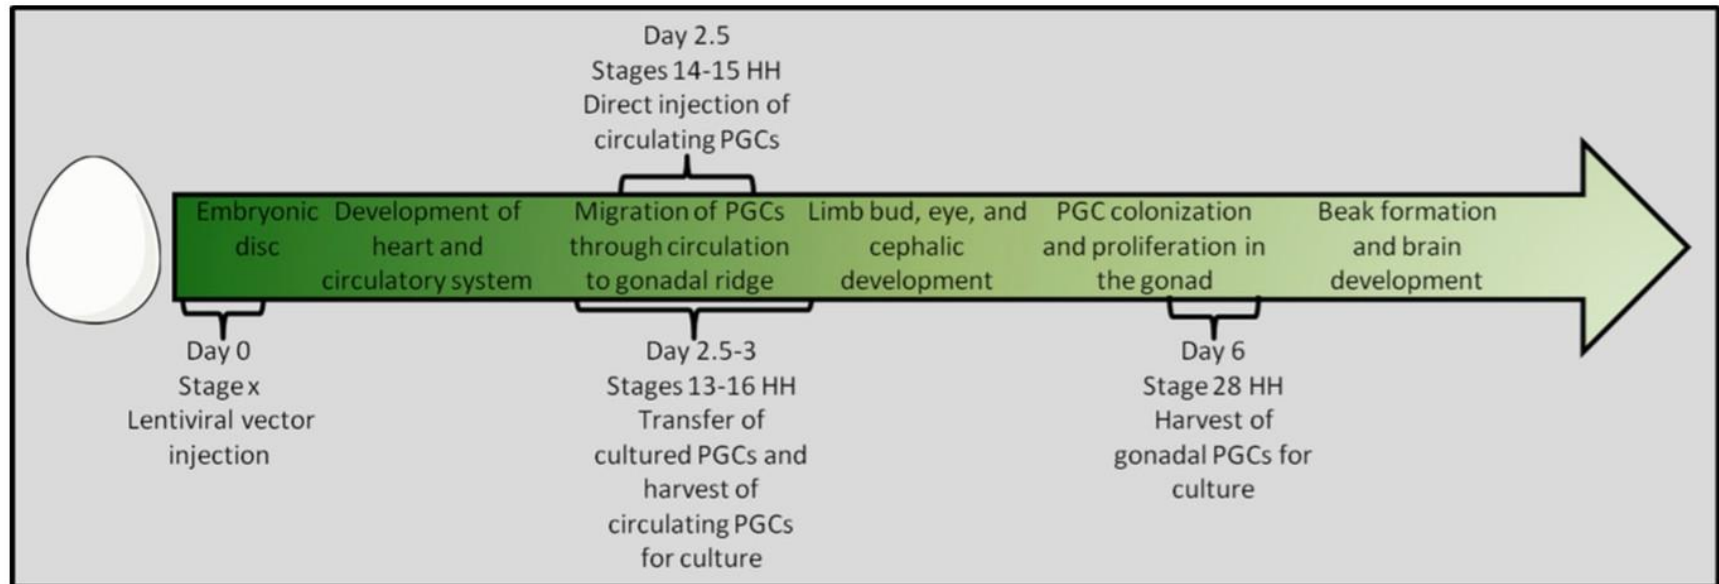 Day 2.5
Stages 14-15 HH
Direct injection of
circulating PGCs
Embryonic
disc
Development of
heart and
circulatory system
Migration of PGCs
through circulation
to gonadal ridge
Limb bud, eye, and
cephalic
development
PGC colonization
and proliferation in
the gonad
Beak formation
and brain
development
Day 0
Stage x
Lentiviral vector
injection
Day 2.5-3
Stages 13-16 HH
Transfer of
cultured PGCs and
harvest of
circulating PGCs
for culture
Day 6
Stage 28 HH
Harvest of
gonadal PGCs for
culture